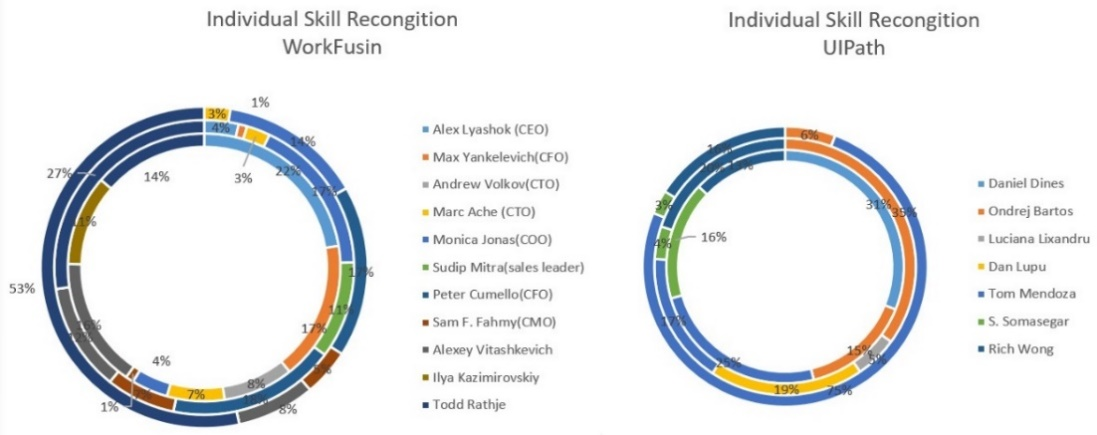 Individual Skill Recongition
WorkFusin
1%
3%
4%
14%
3%
22%
17%
27%
14%
11%
53%
17%
11%
17%
16%
4%
8%
7%
1%
8%
Alex Lyashok (CEO)
Max Yankelevich(CFO)
Andrew Volkov(CTO)
Marc Ache (CTO)
Monica Jonas(COO)
Sudip Mitra(sales leader)
Peter Cumello(CFO)
Sam F. Fahmy(CMO)
Alexey Vitashkevich
Ilya Kazimirovskiy
Todd Rathje
Individual Skill Recongition
UIPath
6%
31%
35%
3%
4%
16%
17%
15%
5%
25%
19%
75%
Daniel Dines
Ondrej Bartos
Luciana Lixandru
Dan Lupu
Tom Mendoza
S. Somasegar
Rich Wong